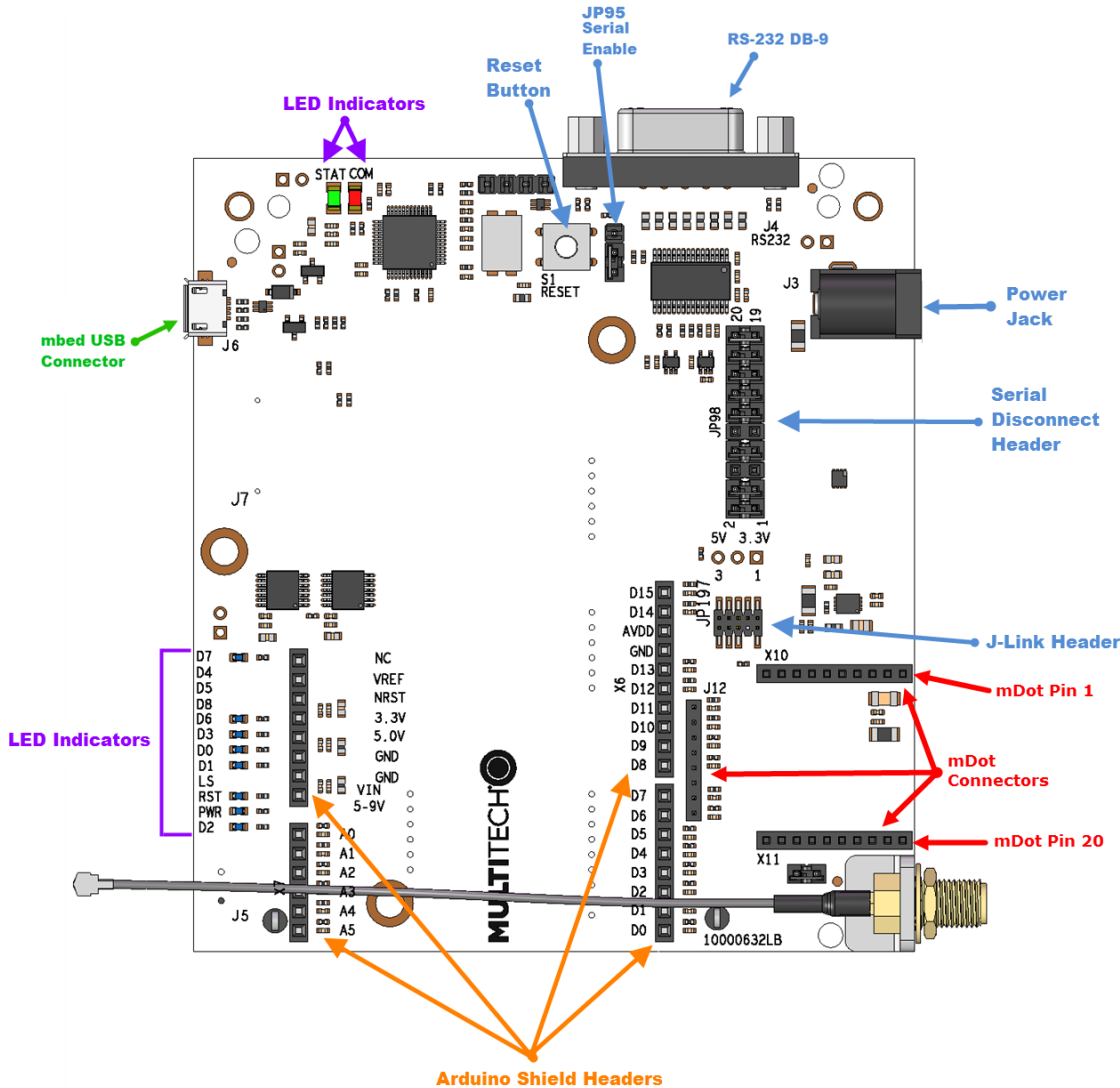 JP95
Serial
Enable
RS-232 DB-9
Reset
Button
LED Indicators
STAT COM
J4
RS232
S1
RESET
J3
Power
Jack
mbed USB
Connector
J6
20 19
JP98
Serial
Disconnect
Header
J7
2 1
5V 3.3V
3 1
JP197
J-Link Header
D15
D14
AVDD
GND
D13
D12
D11
D10
D9
D8
X6
J12
X10
mDot Pin 1
mDot
Connectors
mDot Pin 20
X11
LED Indicators
D7
D4
D5
D8
D6
D3
D0
D1
LS
RST
PWR
D2
NC
VREF
NRST
3.3V
5.0V
GND
GND
VIN
5-9V
A0
A1
A2
A3
A4
A5
J5
MULTITECH
D7
D6
D5
D4
D3
D2
D1
D0
10000632LB
Arduino Shield Headers